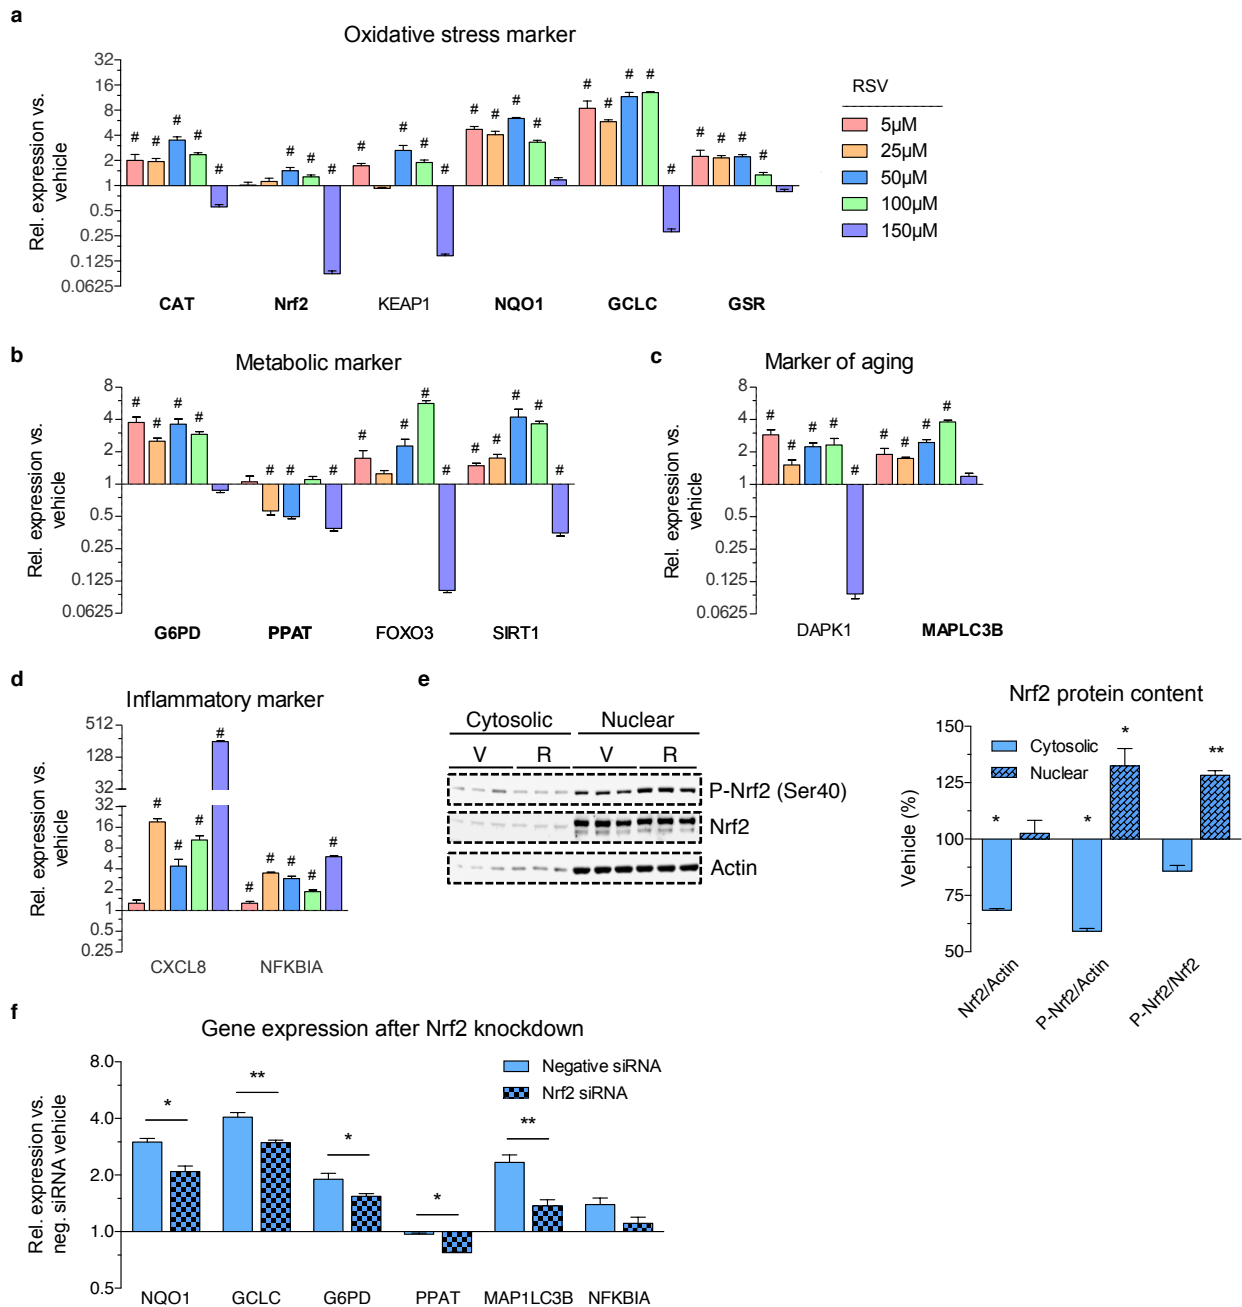 a
Oxidative stress marker
Rel. expression vs.
vehicle
32
16
8
4
2
1
0.5
0.25
0.125
0.0625
# # # # #
# # #
# # # #
# # # #
# # # # #
# # # #
CAT Nrf2 KEAP1 NQO1 GCLC GSR
RSV
5µM
25µM
50µM
100µM
150µM
b
Metabolic marker
Rel. expression vs.
vehicle
8
4
2
1
0.5
0.25
0.125
0.0625
# # # #
# # #
# # # #
# # # # #
G6PD PPAT FOXO3 SIRT1
c
Marker of aging
Rel. expression vs.
vehicle
8
4
2
1
0.5
0.25
0.125
0.0625
# # # # #
# # # #
DAPK1 MAPLC3B
d
Inflammatory marker
Rel. expression vs.
vehicle
512
128
32
32
16
8
4
2
1
0.5
0.25
# # # #
# # # # #
CXCL8 NFKBIA
e
Cytosolic Nuclear
V R V R
P-Nrf2 (Ser40)
Nrf2
Actin
Nrf2 protein content
Vehicle (%)
150
125
100
75
50
Cytosolic
Nuclear
* * * **
Nrf2/Actin P-Nrf2/Actin P-Nrf2/Nrf2
f
Gene expression after Nrf2 knockdown
Rel. expression vs.
neg. siRNA vehicle
8.0
4.0
2.0
1.0
0.5
Negative siRNA
Nrf2 siRNA
* ** * * **
NQO1 GCLC G6PD PPAT MAP1LC3B NFKBIA